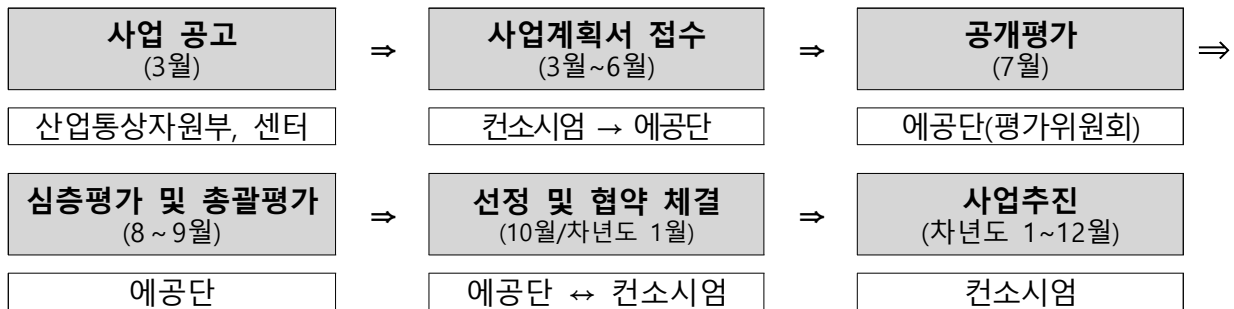 사업 공고 ⇒ 사업계획서 접수 ⇒ 공개평가 ⇒
(3월) (3월~6월) (7월)
산업통상자원부, 센터 컨소시엄 → 에공단 에공단(평가위원회)
심층평가 및 총괄평가 ⇒ 선정 및 협약 체결 ⇒ 사업추진
(8~9월) (10월/차년도 1월) (차년도 1~12월)
에공단 에공단 ↔ 컨소시엄 컨소시엄